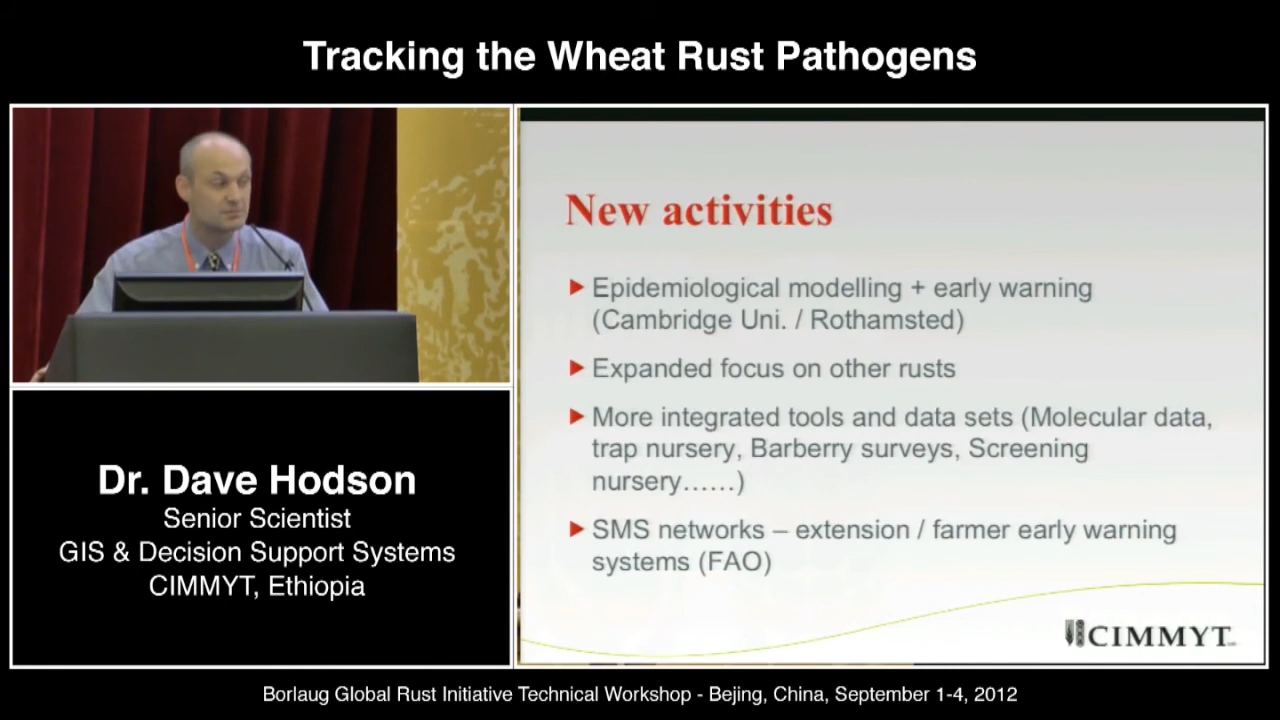 Tracking the Wheat Rust Pathogens
New activities
Epidemiological modelling + early warning
(Cambridge Uni. / Rothamsted)
Expanded focus on other rusts
More integrated tools and data sets (Molecular data,
trap nursery, Barberry surveys, Screening
nursery……)
SMS networks – extension / farmer early warning
systems (FAO)
CIMMYT
Dr. Dave Hodson
Senior Scientist
GIS & Decision Support Systems
CIMMYT, Ethiopia
Borlaug Global Rust Initiative Technical Workshop - Bejing, China, September 1-4, 2012